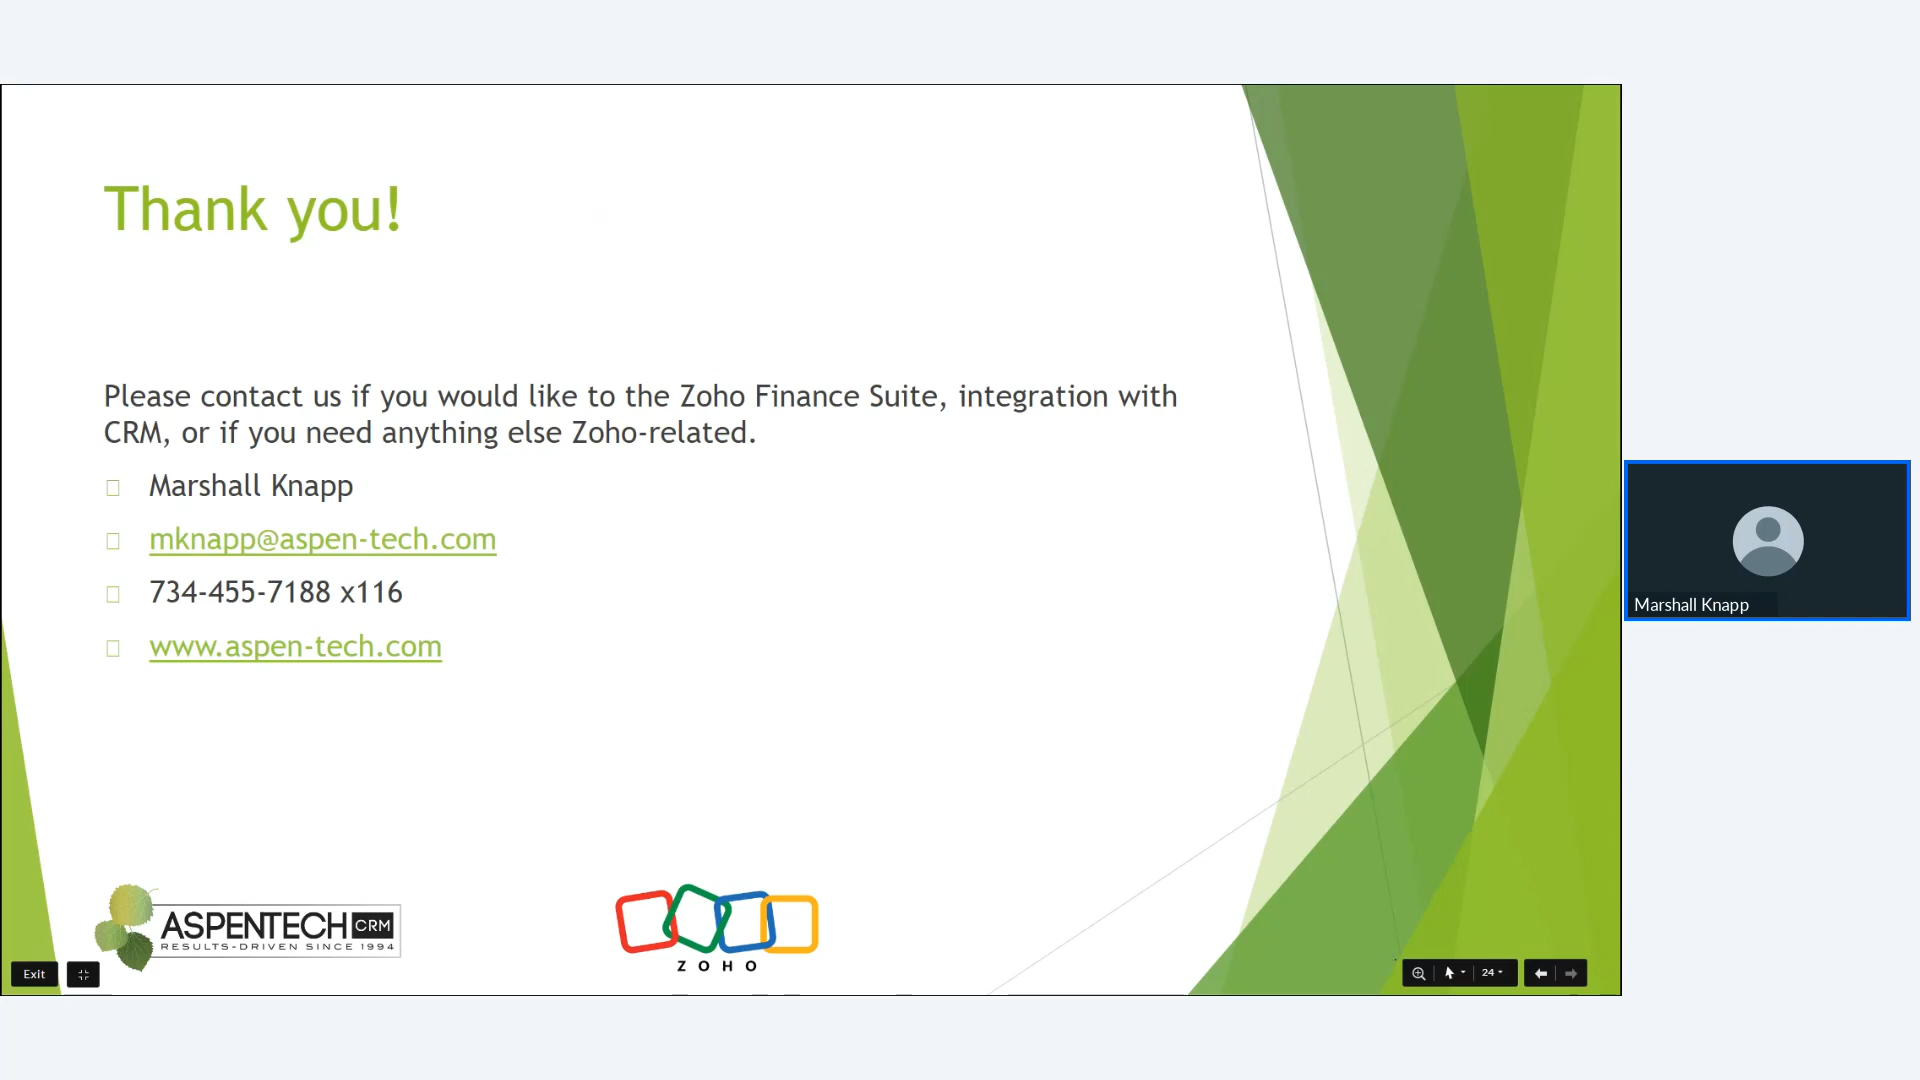 Thank you!
Please contact us if you would like to the Zoho Finance Suite, integration with
CRM, or if you need anything else Zoho-related.
Marshall Knapp
mknapp@aspen-tech.com
734-455-7188 x116
www.aspen-tech.com
Marshall Knapp
ASPENTECH CRM
RESULTS-DRIVEN SINCE 1994
ZOHO
Exit
24